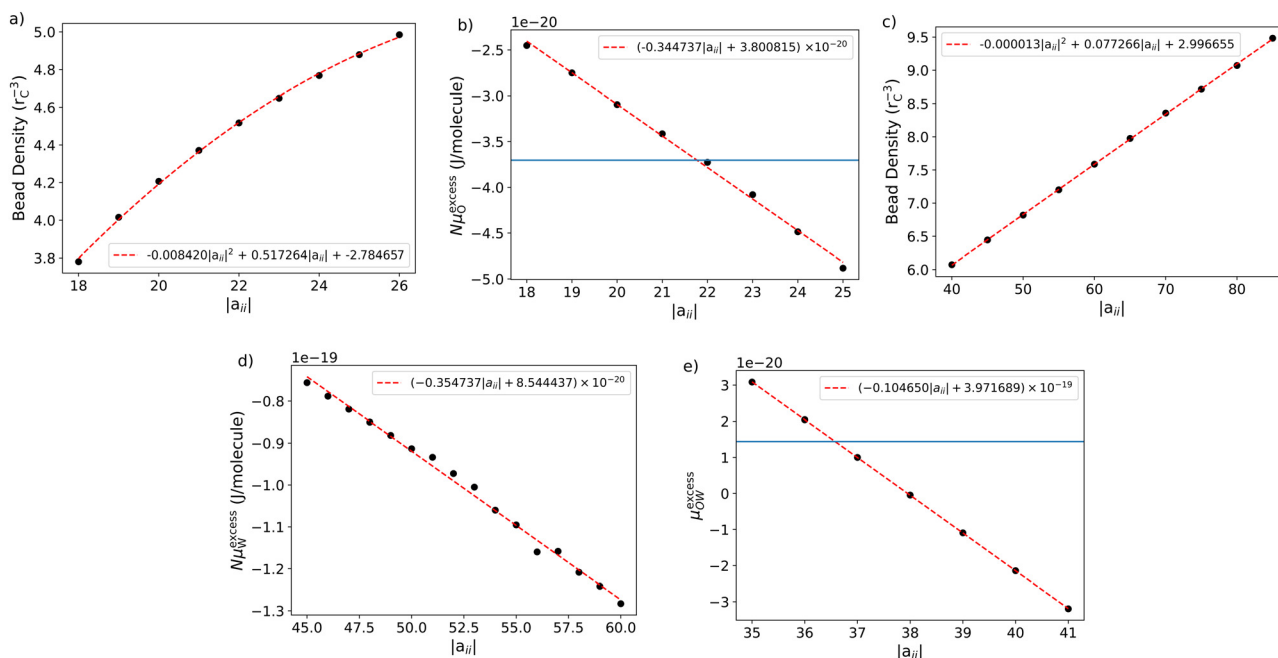 a)
5.0
4.8
4.6
4.4
4.2
4.0
3.8
Bead Density (r_C^-3)
-0.008420|a_ii|^2 + 0.517264|a_ii| + -2.784657
18 20 22 24 26
|a_ii|
b)
1e−20
−2.5
−3.0
−3.5
−4.0
−4.5
−5.0
Nμ_O^excess (J/molecule)
(-0.344737|a_ii| + 3.800815) ×10^−20
18 19 20 21 22 23 24 25
|a_ii|
c)
9.5
9.0
8.5
8.0
7.5
7.0
6.5
6.0
Bead Density (r_C^-3)
-0.000013|a_ii|^2 + 0.077266|a_ii| + 2.996655
40 50 60 70 80
|a_ii|
d)
1e−19
−0.8
−0.9
−1.0
−1.1
−1.2
−1.3
Nμ_W^excess (J/molecule)
(−0.354737|a_ii| + 8.544437) × 10^−20
45.0 47.5 50.0 52.5 55.0 57.5 60.0
|a_ii|
e)
1e−20
3
2
1
0
−1
−2
−3
μ_OW^excess
(−0.104650|a_ii| + 3.971689) × 10^−19
35 36 37 38 39 40 41
|a_ii|